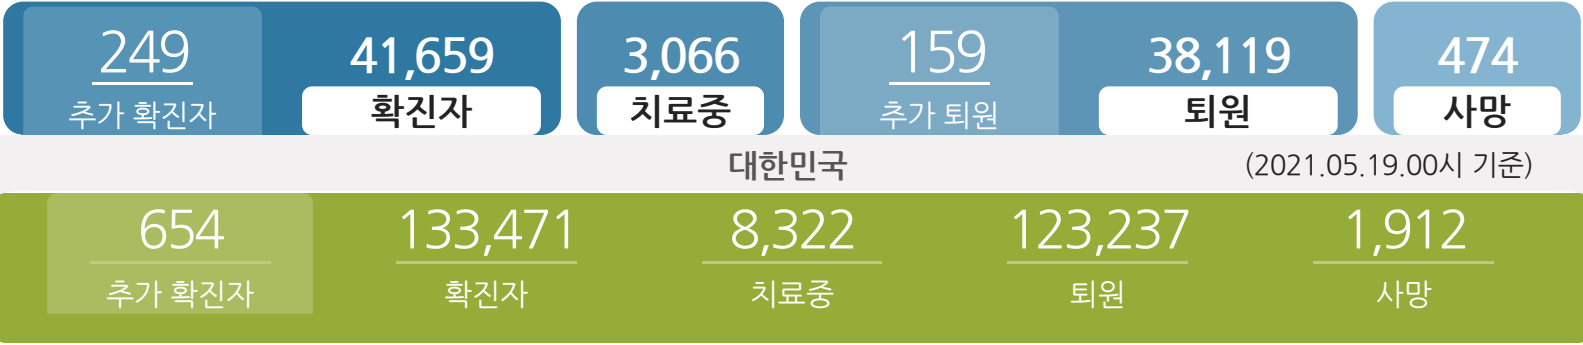 249 41,659 3,066 159 38,119 474
추가 확진자 확진자 치료중 추가 퇴원 퇴원 사망
대한민국 (2021.05.19.00시 기준)
654 133,471 8,322 123,237 1,912
추가 확진자 확진자 치료중 퇴원 사망